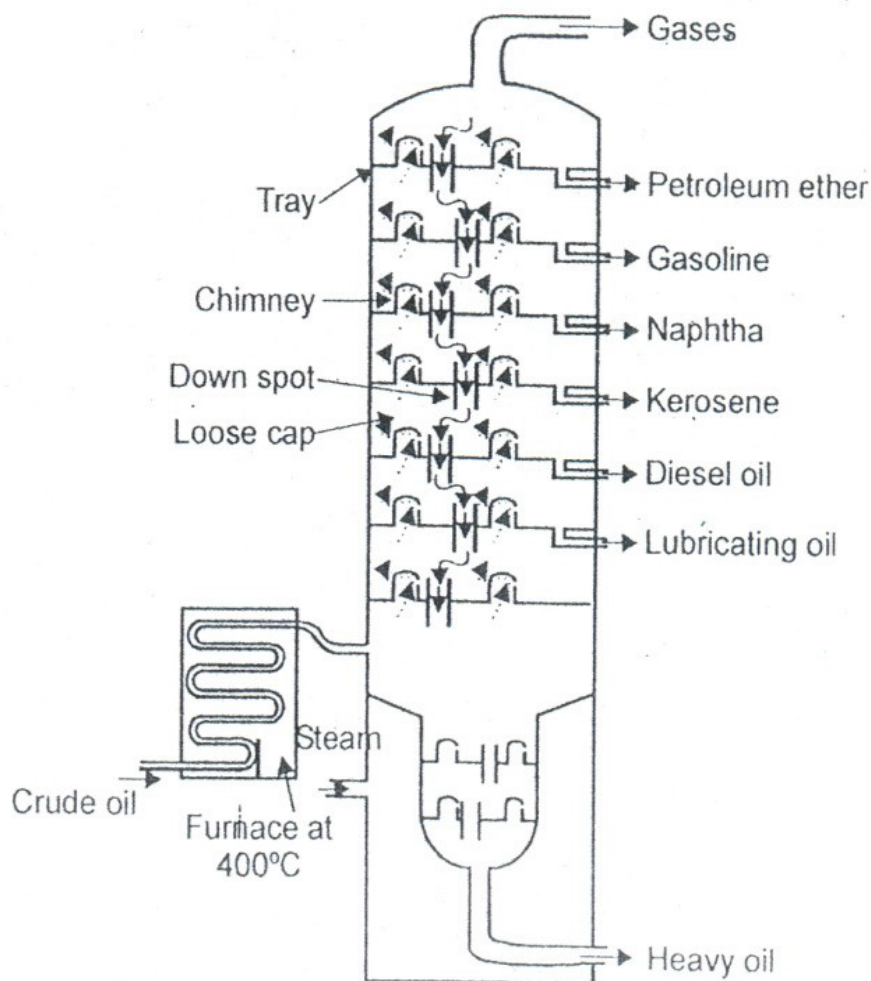 Gases
Tray
Petroleum ether
Gasoline
Chimney
Naphtha
Down spot
Kerosene
Loose cap
Diesel oil
Lubricating oil
Steam
Crude oil
Furnace at
400ºC
Heavy oil